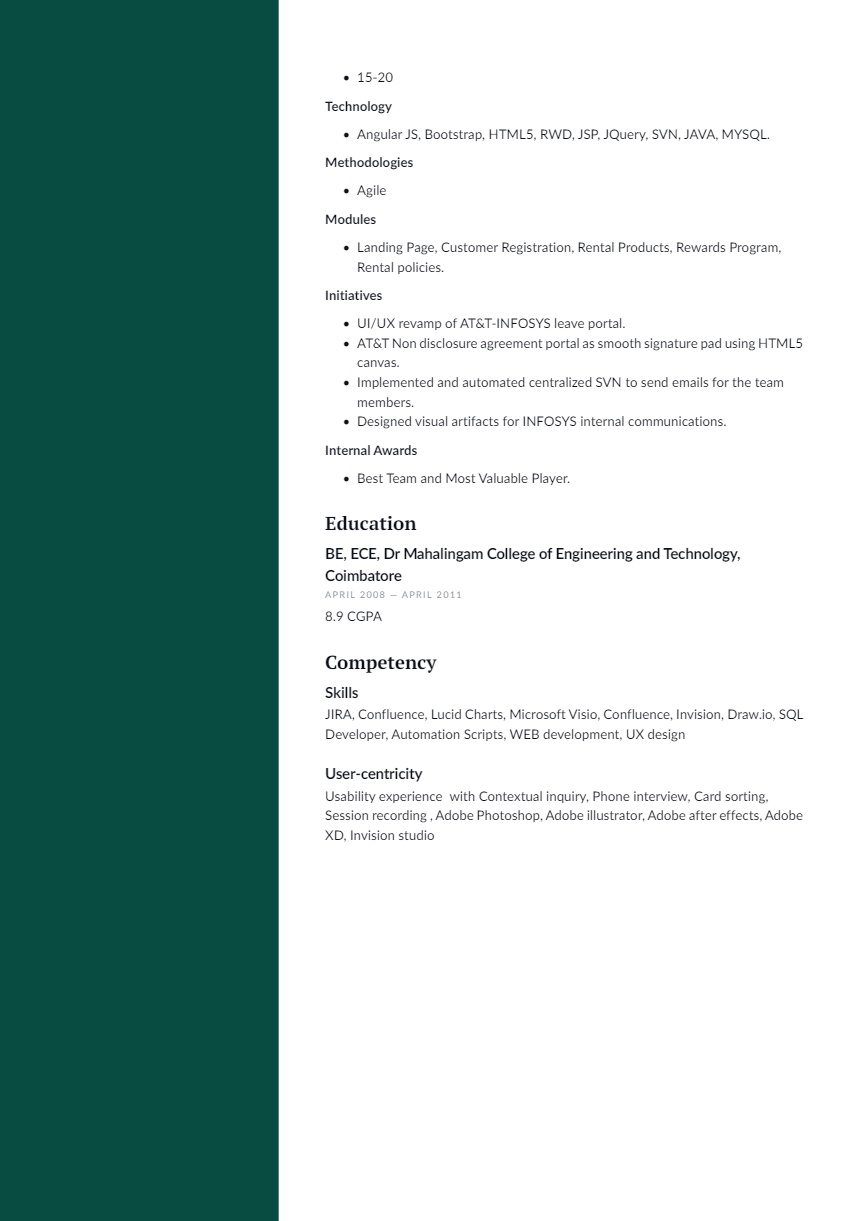 • 15-20
Technology
• Angular JS, Bootstrap, HTML5, RWD, JSP, JQuery, SVN, JAVA, MYSQL.
Methodologies
• Agile
Modules
• Landing Page, Customer Registration, Rental Products, Rewards Program,
Rental policies.
Initiatives
• UI/UX revamp of AT&T-INFOSYS leave portal.
• AT&T Non disclosure agreement portal as smooth signature pad using HTML5
canvas.
• Implemented and automated centralized SVN to send emails for the team
members.
• Designed visual artifacts for INFOSYS internal communications.
Internal Awards
• Best Team and Most Valuable Player.
Education
BE, ECE, Dr Mahalingam College of Engineering and Technology,
Coimbatore
APRIL 2008 — APRIL 2011
8.9 CGPA
Competency
Skills
JIRA, Confluence, Lucid Charts, Microsoft Visio, Confluence, Invision, Draw.io, SQL
Developer, Automation Scripts, WEB development, UX design
User-centricity
Usability experience  with Contextual inquiry, Phone interview, Card sorting,
Session recording , Adobe Photoshop, Adobe illustrator, Adobe after effects, Adobe
XD, Invision studio